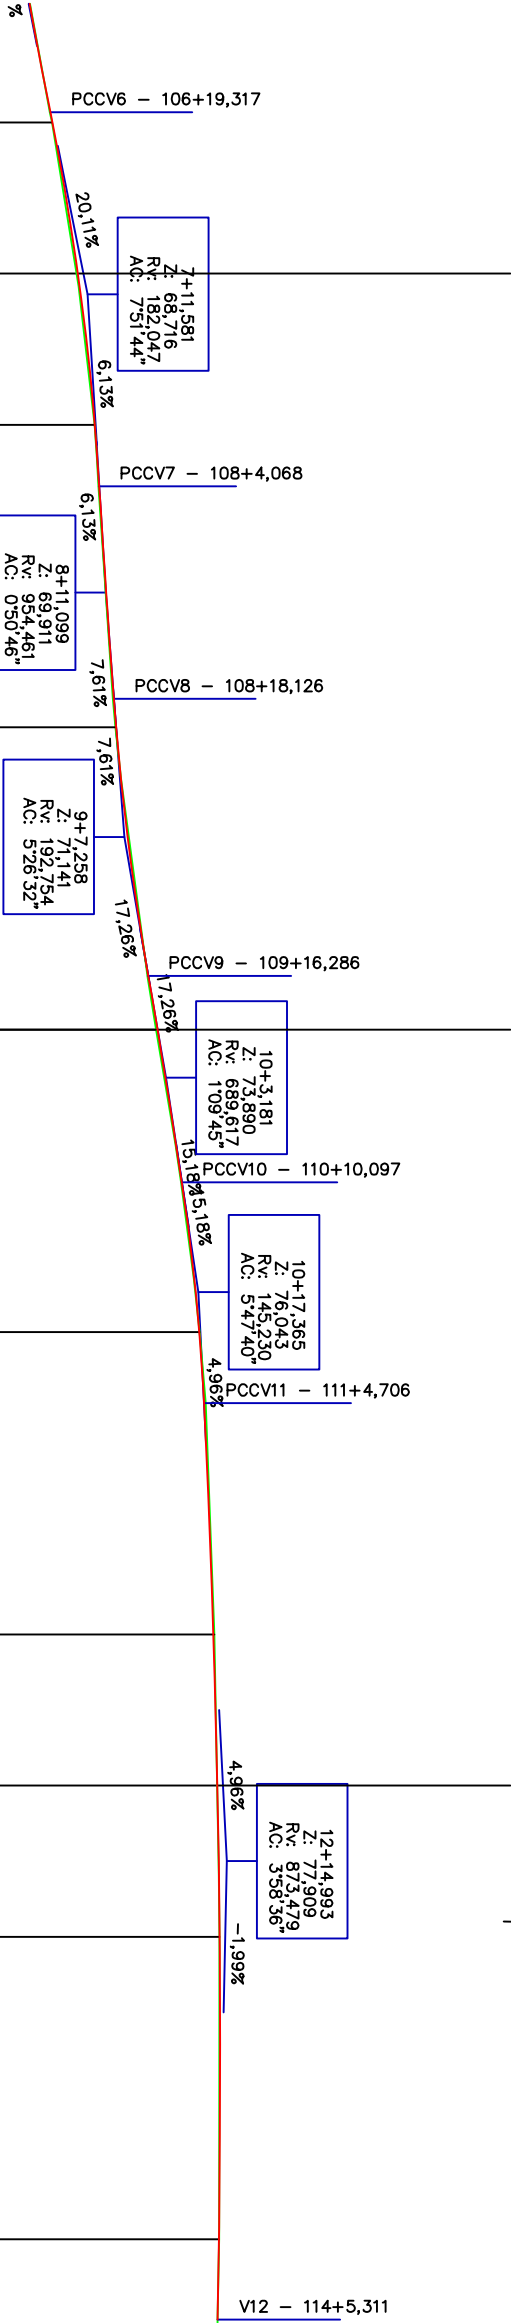 %
PCCV6 - 106+19,317
20,11%
7+11,581
Z: 68,716
Rv: 182,047
AC: 7°51'44"
6,13%
PCCV7 - 108+4,068
6,13%
8+11,099
Z: 69,911
Rv: 954,461
AC: 0°50'46"
7,61%
PCCV8 - 108+18,126
7,61%
9+7,258
Z: 71,141
Rv: 192,754
AC: 5°26'32"
17,26%
PCCV9 - 109+16,286
17,26%
10+3,181
Z: 73,890
Rv: 689,617
AC: 1°09'45"
15,18%
PCCV10 - 110+10,097
15,18%
10+17,365
Z: 76,043
Rv: 145,230
AC: 5°47'40"
4,96%
PCCV11 - 111+4,706
4,96%
12+14,993
Z: 77,909
Rv: 873,479
AC: 3°58'36"
-1,99%
V12 - 114+5,311